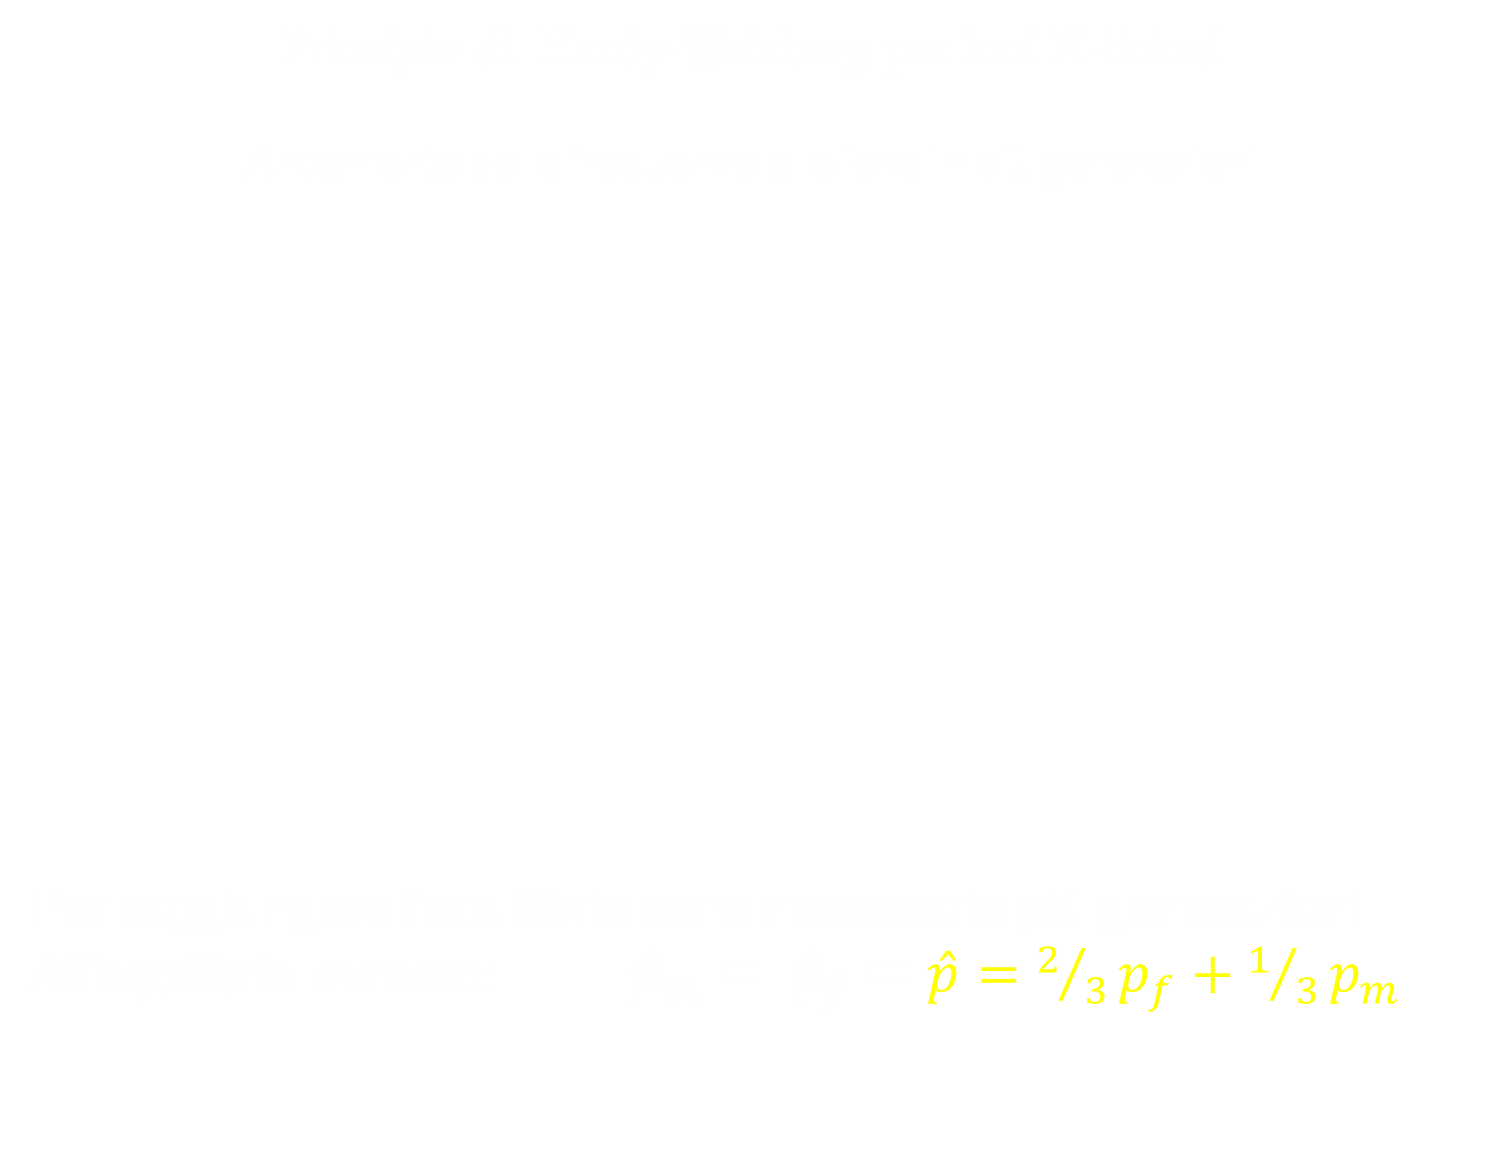 p̂ = 2/3 p_f + 1/3 p_m